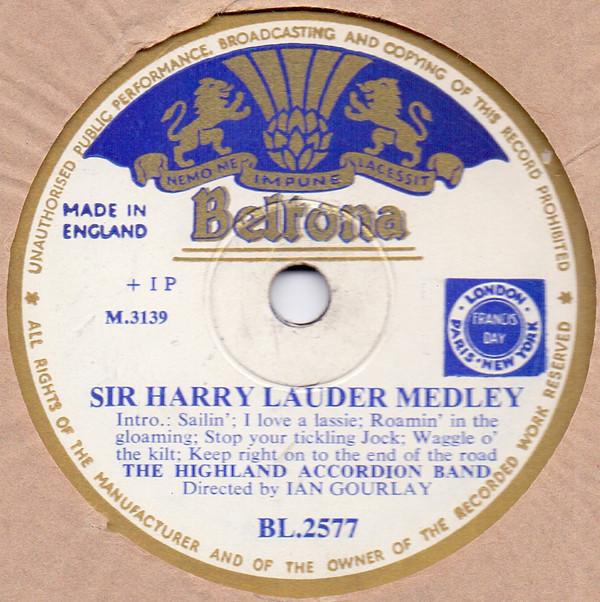 UNAUTHORISED PUBLIC PERFORMANCE, BROADCASTING AND COPYING OF THIS RECORD PROHIBITED
NEMO ME IMPUNE LACESSIT
Beltona
MADE IN
ENGLAND
+ 1 P
M.3139
LONDON·
FRANCIS
DAY
PARIS·NEW YORK
SIR HARRY LAUDER MEDLEY
Intro.: Sailin'; I love a lassie; Roamin' in the
gloaming; Stop your tickling Jock; Waggle o'
the kilt; Keep right on to the end of the road
THE HIGHLAND ACCORDION BAND
Directed by IAN GOURLAY
BL.2577
* ALL RIGHTS OF THE MANUFACTURER AND OF THE OWNER OF THE RECORDED WORK RESERVED *